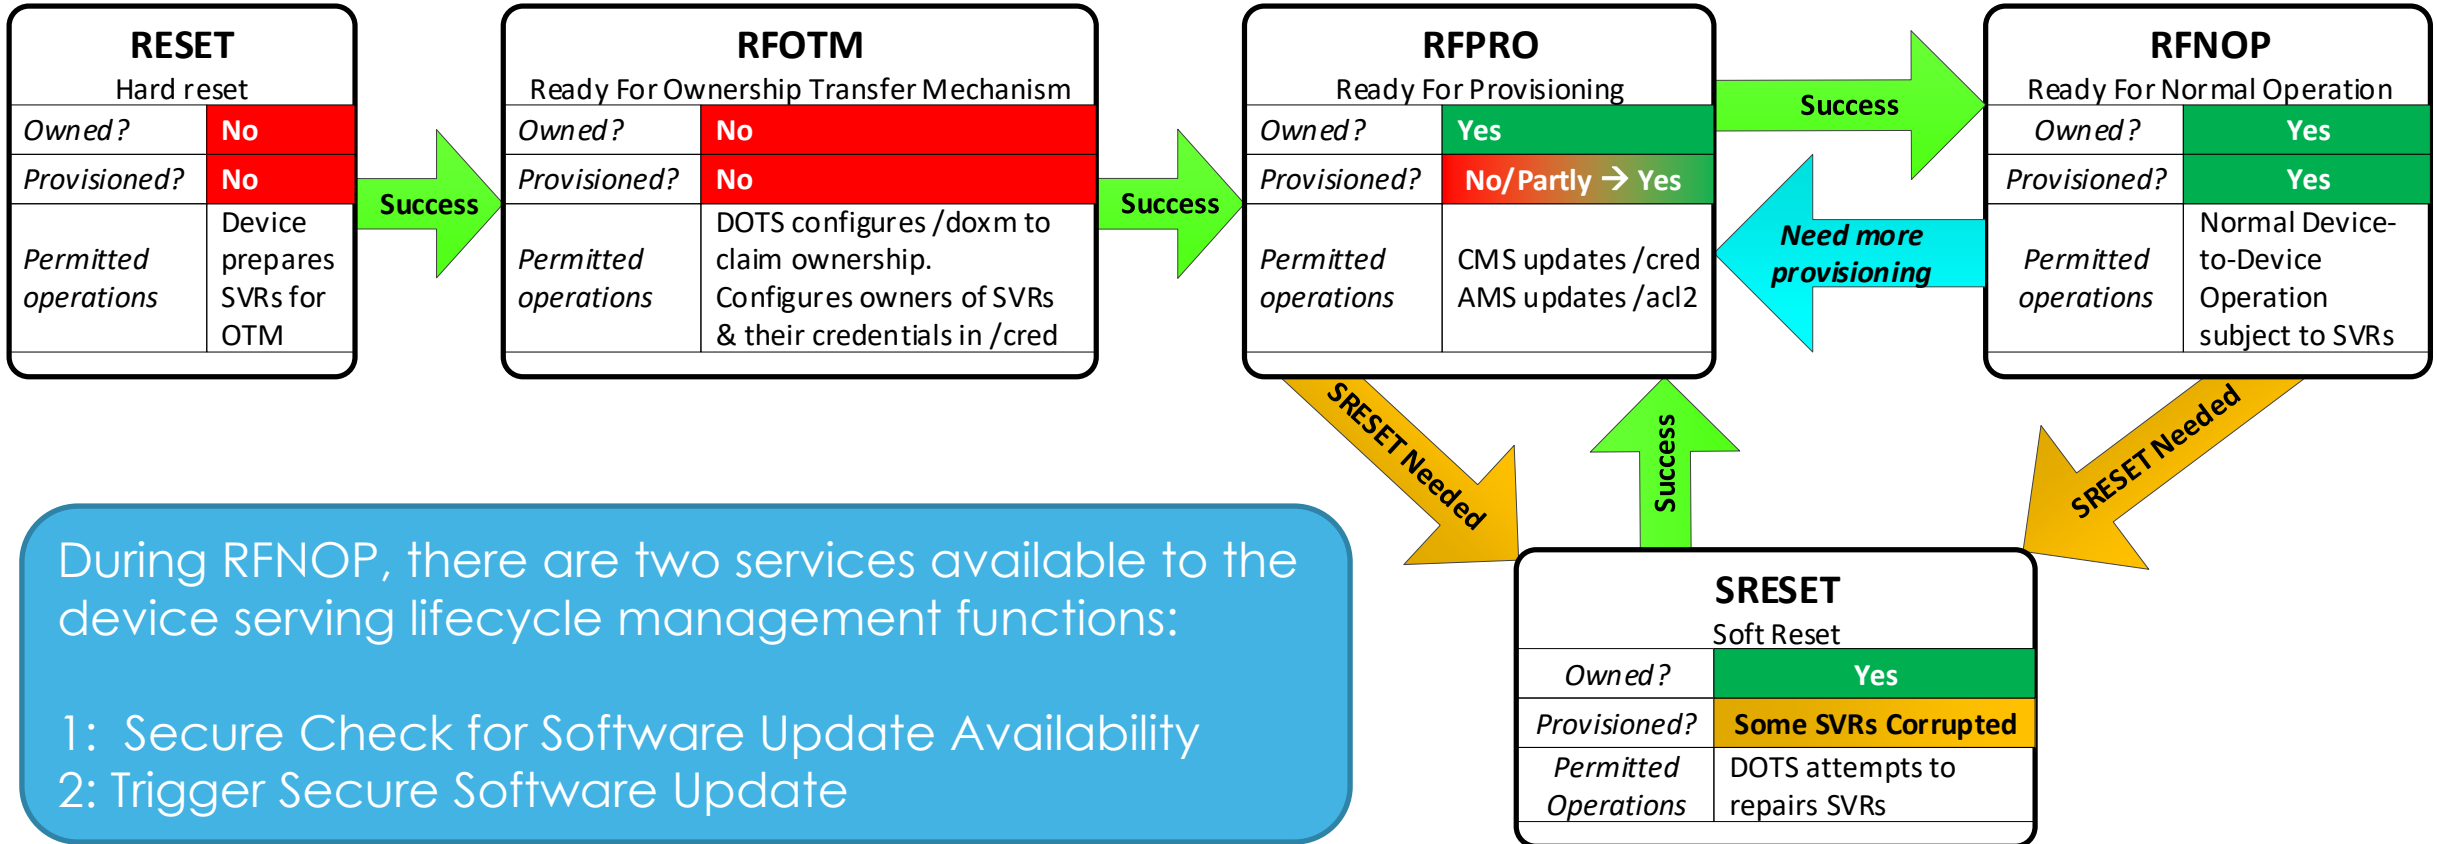 RESET
Hard reset
Owned?
No
Provisioned?
No
Permitted
operations
Device
prepares
SVRs for
OTM
Success
RFOTM
Ready For Ownership Transfer Mechanism
Owned?
No
Provisioned?
No
Permitted
operations
DOTS configures /doxm to
claim ownership.
Configures owners of SVRs
& their credentials in /cred
Success
RFPRO
Ready For Provisioning
Owned?
Yes
Provisioned?
No/Partly → Yes
Permitted
operations
CMS updates /cred
AMS updates /acl2
Success
Need more
provisioning
RFNOP
Ready For Normal Operation
Owned?
Yes
Provisioned?
Yes
Permitted
operations
Normal Device-
to-Device
Operation
subject to SVRs
SRESET Needed
Success
SRESET Needed
SRESET
Soft Reset
Owned?
Yes
Provisioned?
Some SVRs Corrupted
Permitted
Operations
DOTS attempts to
repairs SVRs
During RFNOP, there are two services available to the
device serving lifecycle management functions:
1: Secure Check for Software Update Availability
2: Trigger Secure Software Update